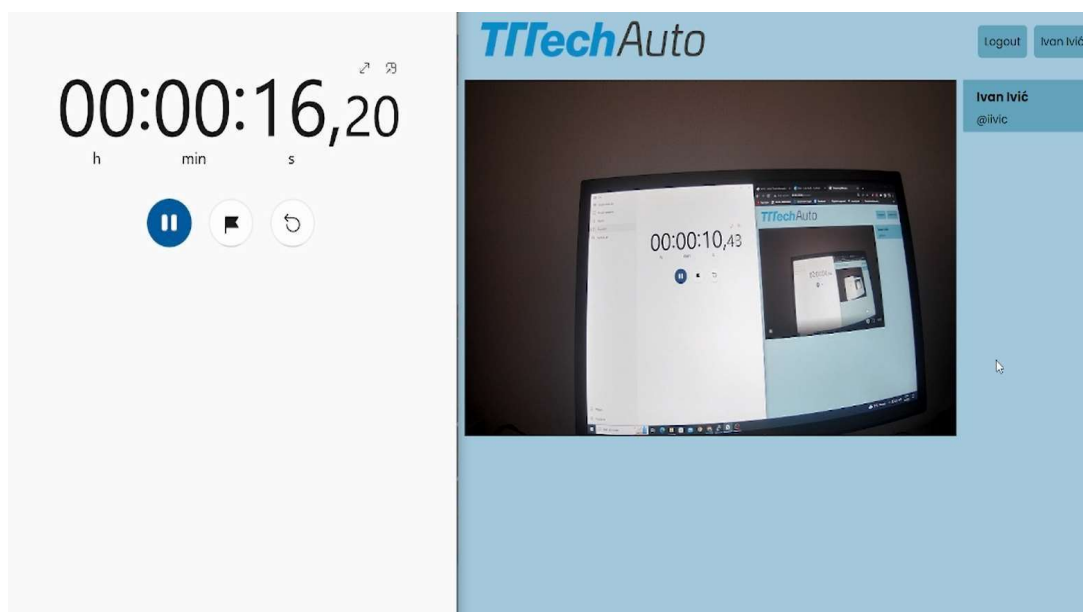 00:00:16,20
h min s
TTTechAuto
Logout Ivan Ivić
Ivan Ivić
@iivic
00:00:10,43
TTTechAuto